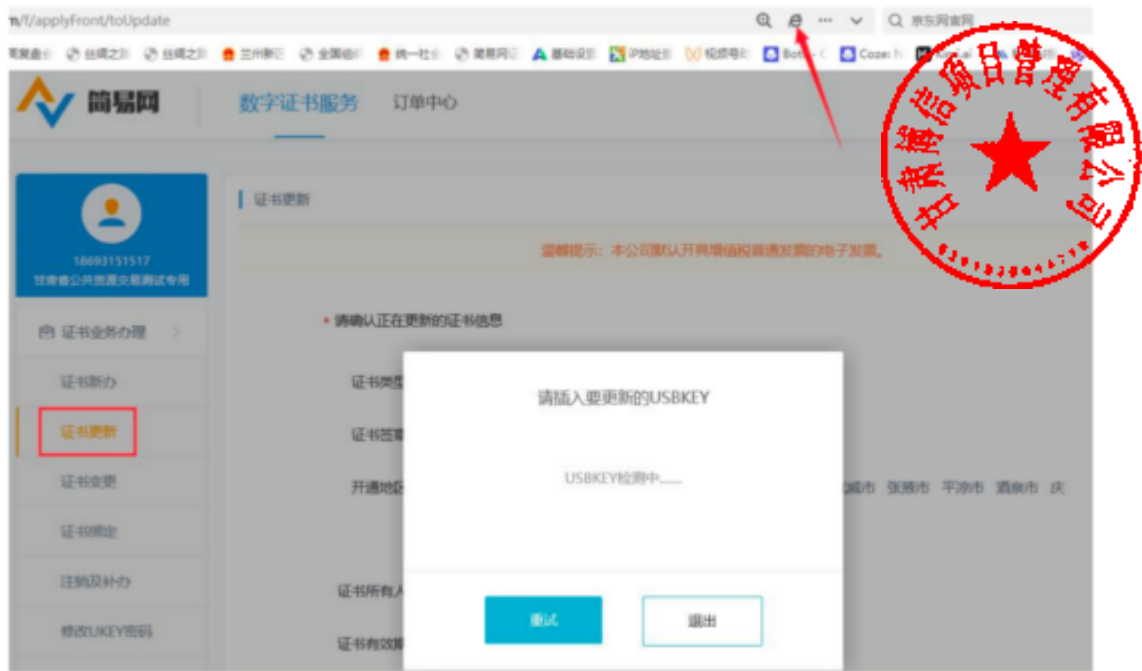 n/f/applyFront/toUpdate
京东网官网
简易网
数字证书服务
订单中心
18693151517
甘肃省公共资源交易测试专用
证书业务办理
证书新办
证书更新
证书变更
证书绑定
注销及补办
修改UKEY密码
证书更新
温馨提示：本公司默认开具增值税普通发票的电子发票。
* 请确认正在更新的证书信息
证书类型
证书签章
开通地区
威市 张掖市 平凉市 酒泉市 庆
证书所有人
证书有效期
请插入要更新的USBKEY
USBKEY检测中......
重试
退出